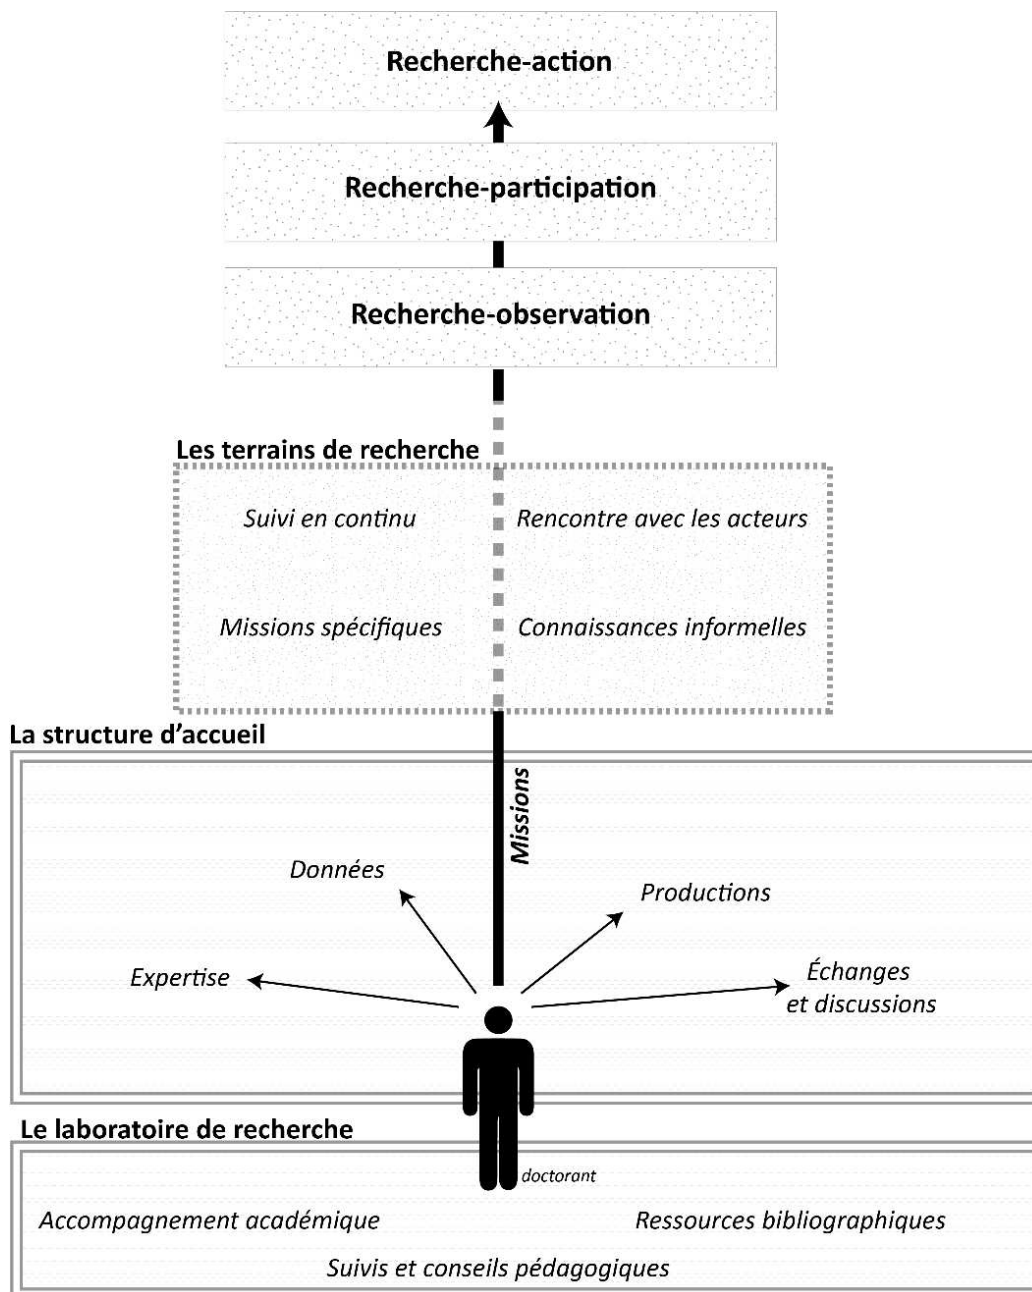 Recherche-action
Recherche-participation
Recherche-observation
Les terrains de recherche
Suivi en continu
Rencontre avec les acteurs
Missions spécifiques
Connaissances informelles
La structure d’accueil
Missions
Données
Productions
Expertise
Échanges
et discussions
Le laboratoire de recherche
doctorant
Accompagnement académique
Ressources bibliographiques
Suivis et conseils pédagogiques